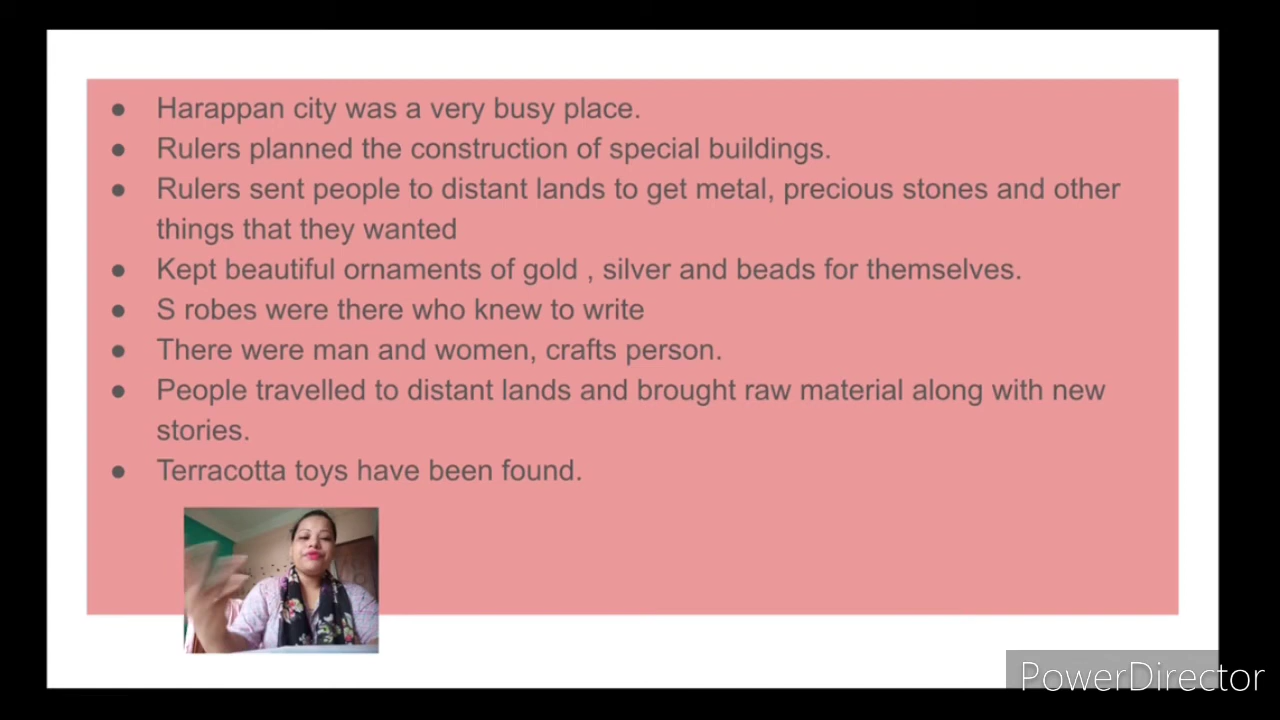 ● Harappan city was a very busy place.
● Rulers planned the construction of special buildings.
● Rulers sent people to distant lands to get metal, precious stones and other
things that they wanted
● Kept beautiful ornaments of gold , silver and beads for themselves.
● S robes were there who knew to write
● There were man and women, crafts person.
● People travelled to distant lands and brought raw material along with new
stories.
● Terracotta toys have been found.
PowerDirector